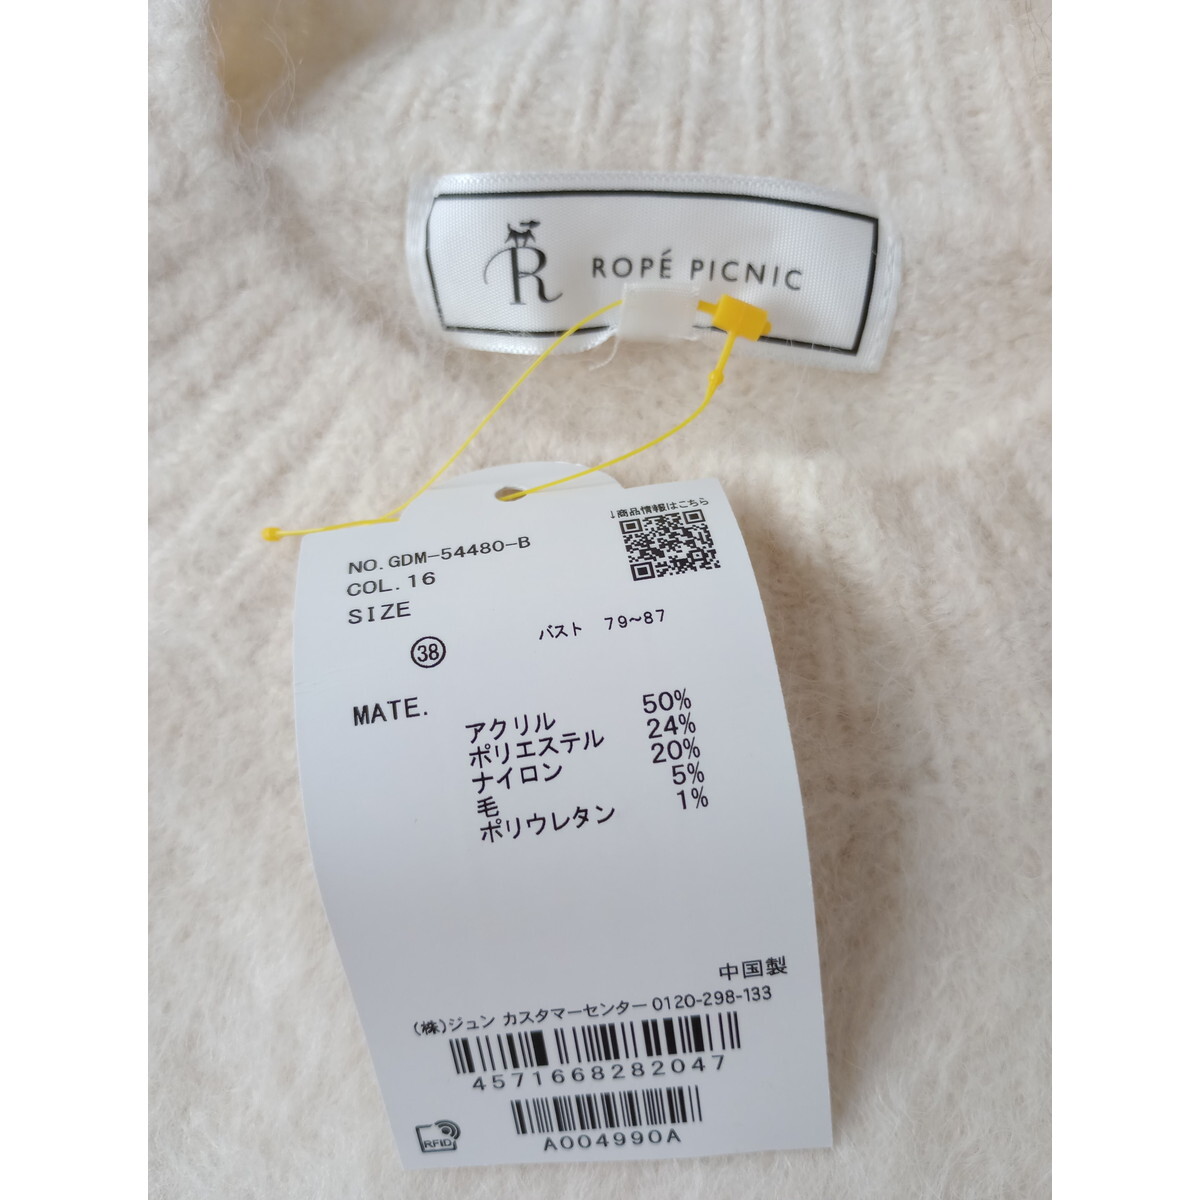 R ROPÉ PICNIC
↓商品情報はこちら
NO.GDM-54480-B
COL.16
SIZE
38 バスト 79~87
MATE.
アクリル 50%
ポリエステル 24%
ナイロン 20%
毛 5%
ポリウレタン 1%
中国製
(株)ジュン カスタマーセンター 0120-298-133
4571668282047
RFID
A004990A